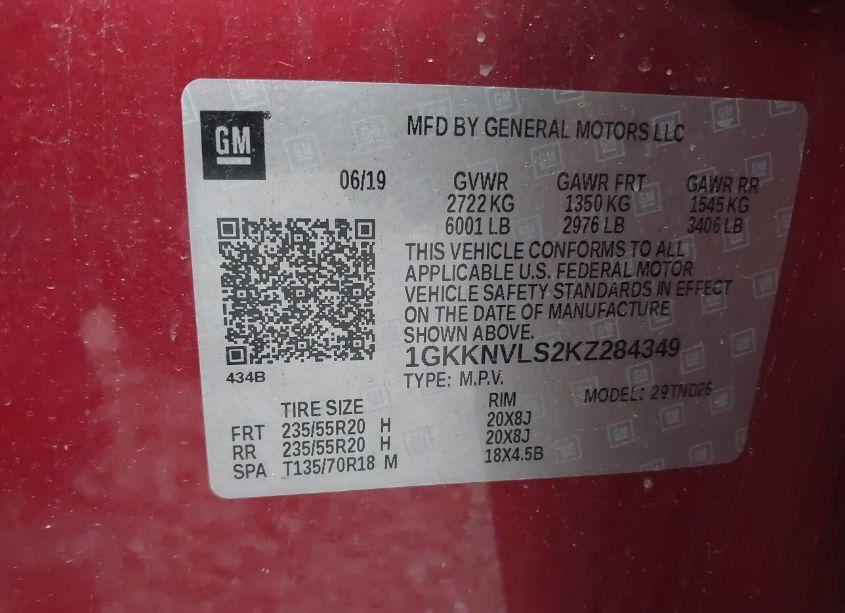 GM
MFD BY GENERAL MOTORS LLC
06/19 GVWR GAWR FRT GAWR RR
2722 KG 1350 KG 1545 KG
6001 LB 2976 LB 3406 LB
THIS VEHICLE CONFORMS TO ALL
APPLICABLE U.S. FEDERAL MOTOR
VEHICLE SAFETY STANDARDS IN EFFECT
ON THE DATE OF MANUFACTURE
SHOWN ABOVE.
434B
1GKKNVLS2KZ284349
TYPE: M.P.V. MODEL: 29TND26
TIRE SIZE RIM
FRT 235/55R20 H 20X8J
RR 235/55R20 H 20X8J
SPA T135/70R18 M 18X4.5B